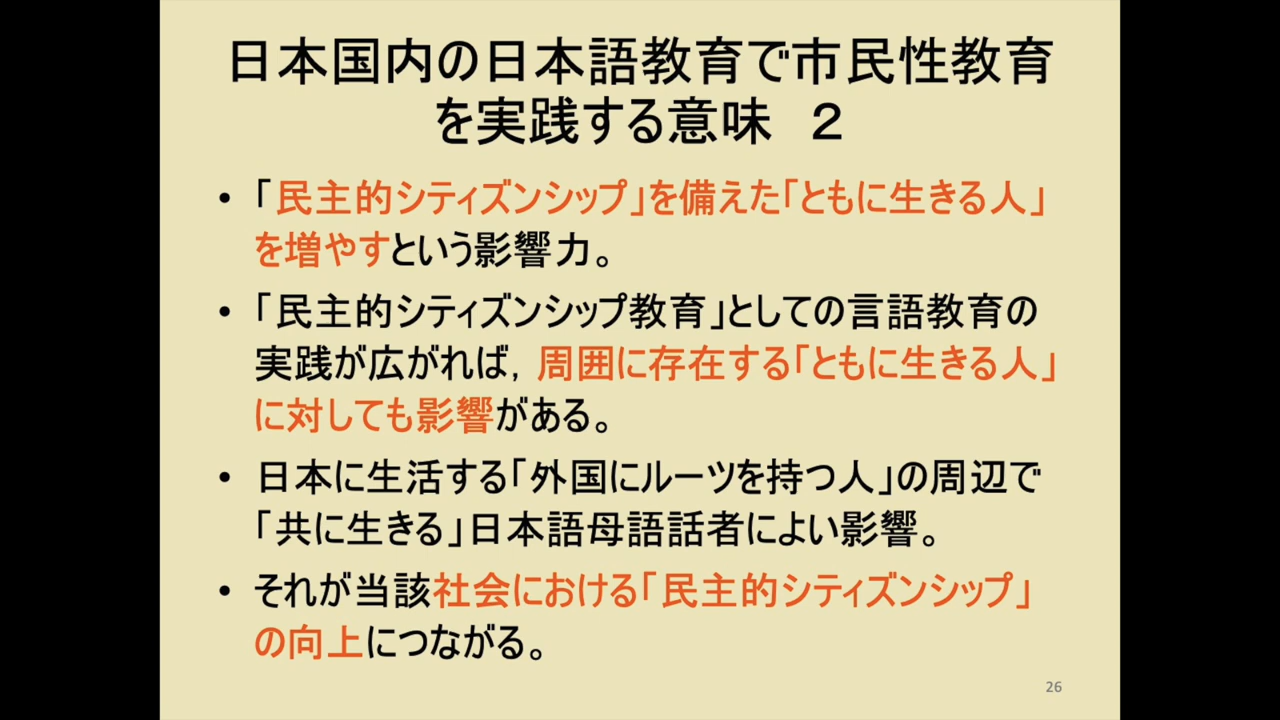 日本国内の日本語教育で市民性教育
を実践する意味　２
• 「民主的シティズンシップ」を備えた「ともに生きる人」
を増やすという影響力。
• 「民主的シティズンシップ教育」としての言語教育の
実践が広がれば，周囲に存在する「ともに生きる人」
に対しても影響がある。
• 日本に生活する「外国にルーツを持つ人」の周辺で
「共に生きる」日本語母語話者によい影響。
• それが当該社会における「民主的シティズンシップ」
の向上につながる。
26